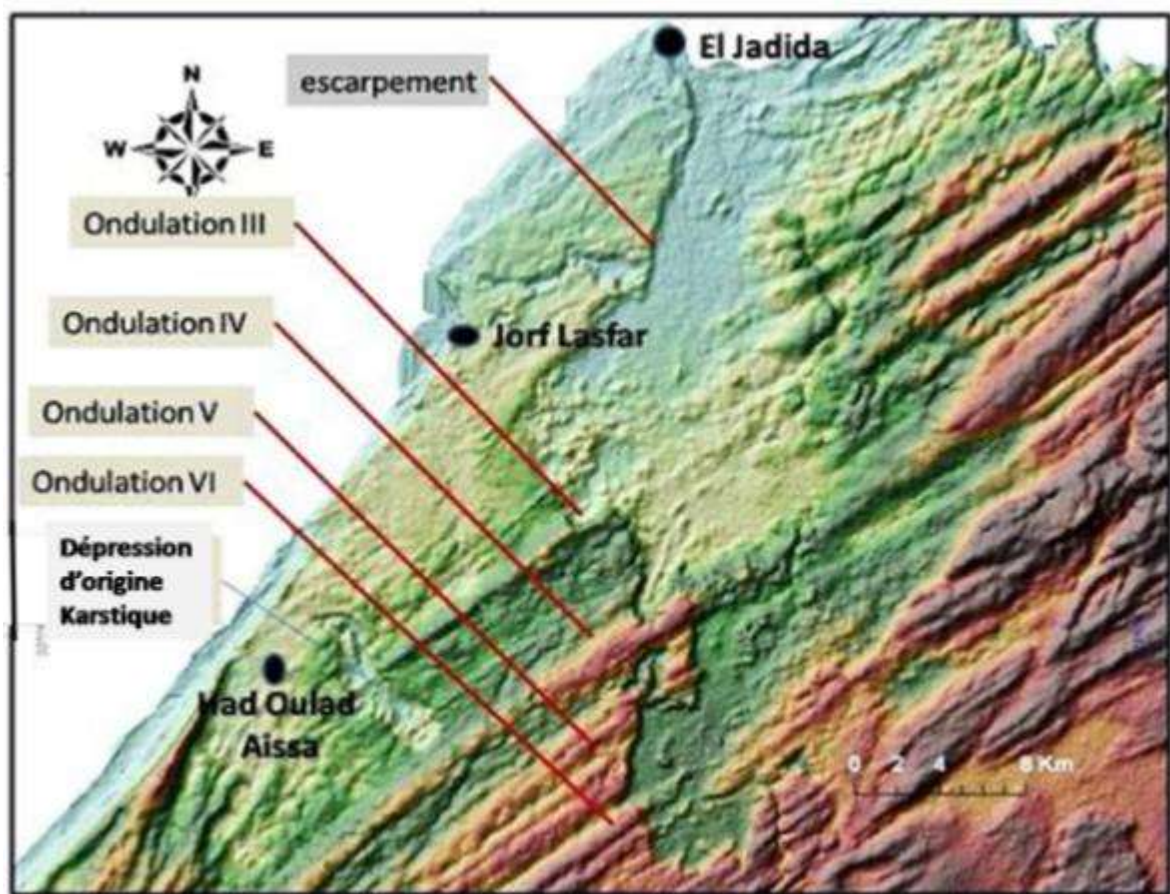 El Jadida
escarpement
N
W E
Ondulation III
Ondulation IV
Jorf Lasfar
Ondulation V
Ondulation VI
Dépression
d'origine
Karstique
Had Oulad
Aissa
0 2 4 8 Km